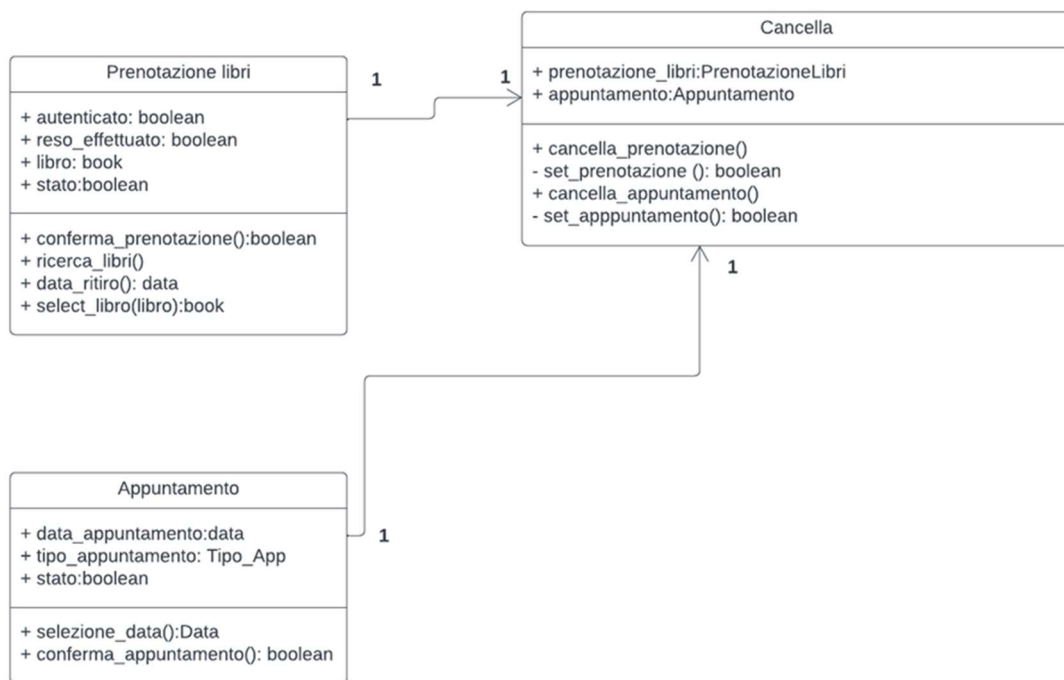 Prenotazione libri
+ autenticato: boolean
+ reso_effettuato: boolean
+ libro: book
+ stato:boolean
+ conferma_prenotazione():boolean
+ ricerca_libri()
+ data_ritiro(): data
+ select_libro(libro):book
1
1
Cancella
+ prenotazione_libri:PrenotazioneLibri
+ appuntamento:Appuntamento
+ cancella_prenotazione()
- set_prenotazione (): boolean
+ cancella_appuntamento()
- set_apppuntamento(): boolean
1
Appuntamento
+ data_appuntamento:data
+ tipo_appuntamento: Tipo_App
+ stato:boolean
+ selezione_data():Data
+ conferma_appuntamento(): boolean
1